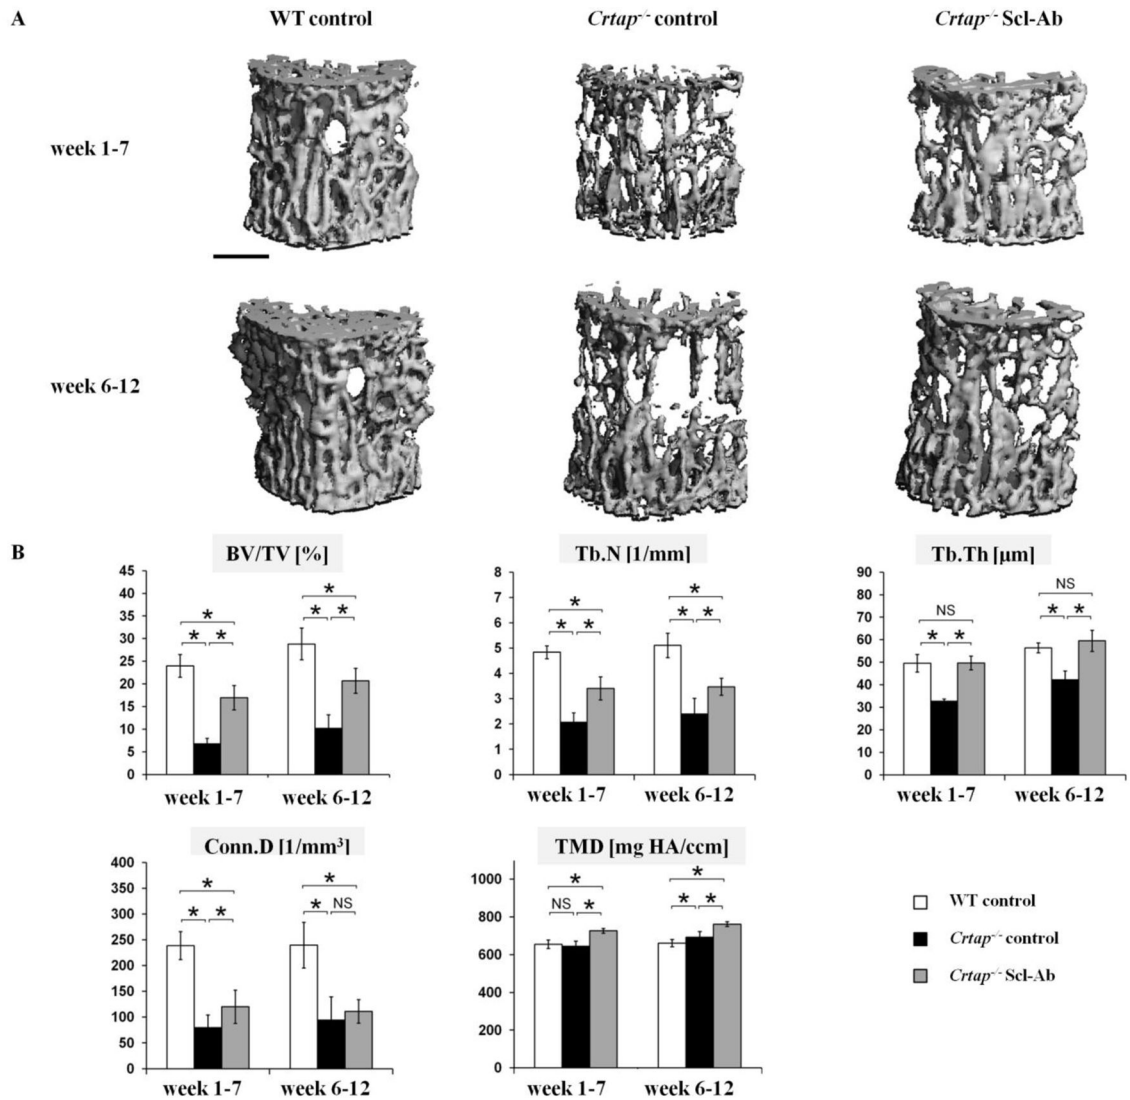 A
WT control
Crtap-/- control
Crtap-/- Scl-Ab
week 1-7
week 6-12
B
BV/TV [%]
45
40
35
30
25
20
15
10
5
0
*
*
*
*
*
*
week 1-7
week 6-12
Tb.N [1/mm]
8
7
6
5
4
3
2
1
0
*
*
*
*
*
*
week 1-7
week 6-12
Tb.Th [µm]
90
80
70
60
50
40
30
20
10
0
NS
*
*
NS
*
*
week 1-7
week 6-12
Conn.D [1/mm³]
400
350
300
250
200
150
100
50
0
*
*
*
*
*
NS
week 1-7
week 6-12
TMD [mg HA/ccm]
1000
800
600
400
200
0
*
NS
*
*
*
*
week 1-7
week 6-12
WT control
Crtap-/- control
Crtap-/- Scl-Ab